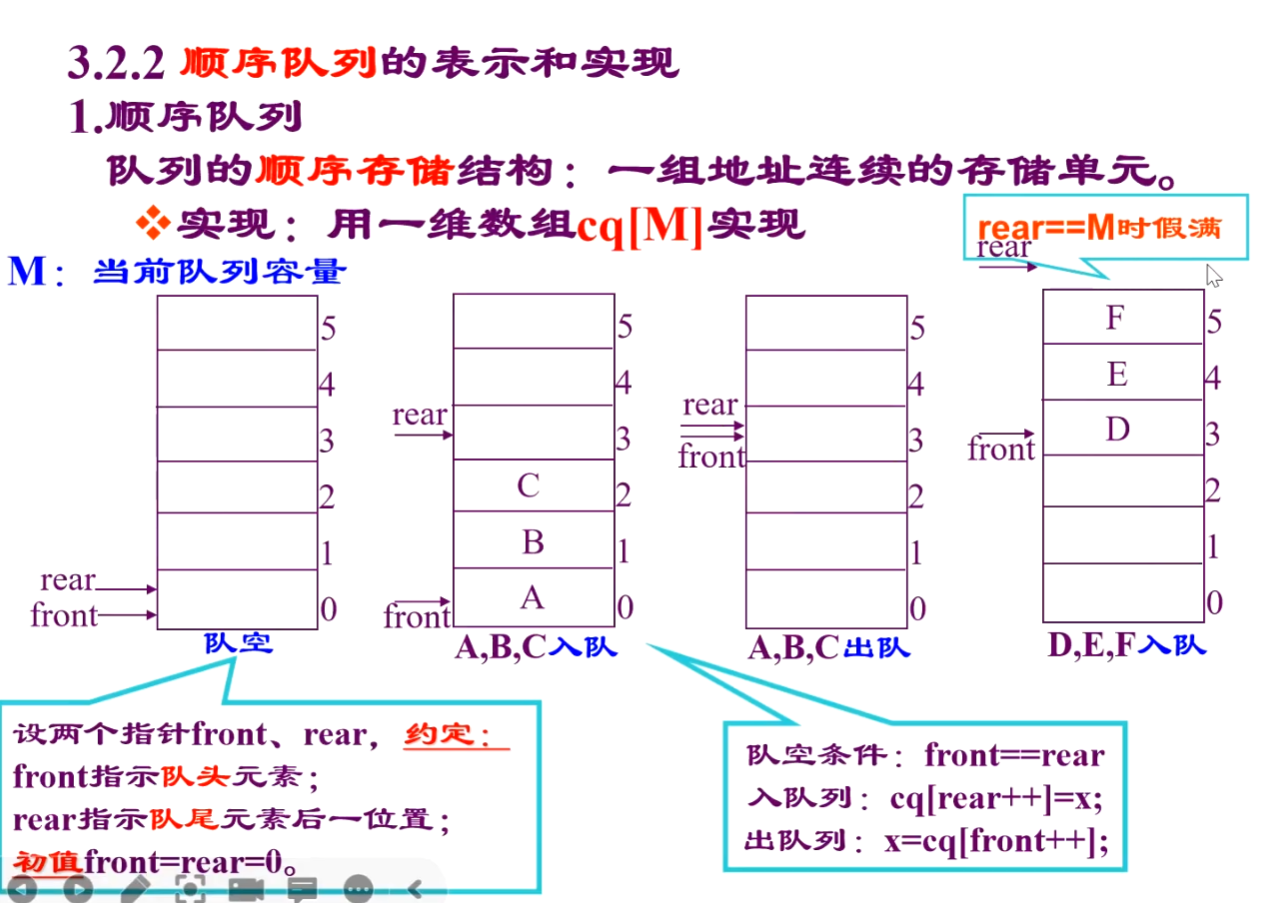 3.2.2 顺序队列的表示和实现
1.顺序队列
队列的顺序存储结构：一组地址连续的存储单元。
❖实现：用一维数组cq[M]实现
rear==M时假满
M：当前队列容量
5
4
3
2
1
0
rear
front
队空
5
4
3
2
1
0
rear
C
B
A
front
A,B,C入队
5
4
3
2
1
0
rear
front
A,B,C出队
rear
F 5
E 4
D 3
front
2
1
0
D,E,F入队
设两个指针front、rear，约定：
front指示队头元素；
rear指示队尾元素后一位置；
初值front=rear=0。
队空条件：front==rear
入队列：cq[rear++]=x;
出队列：x=cq[front++];